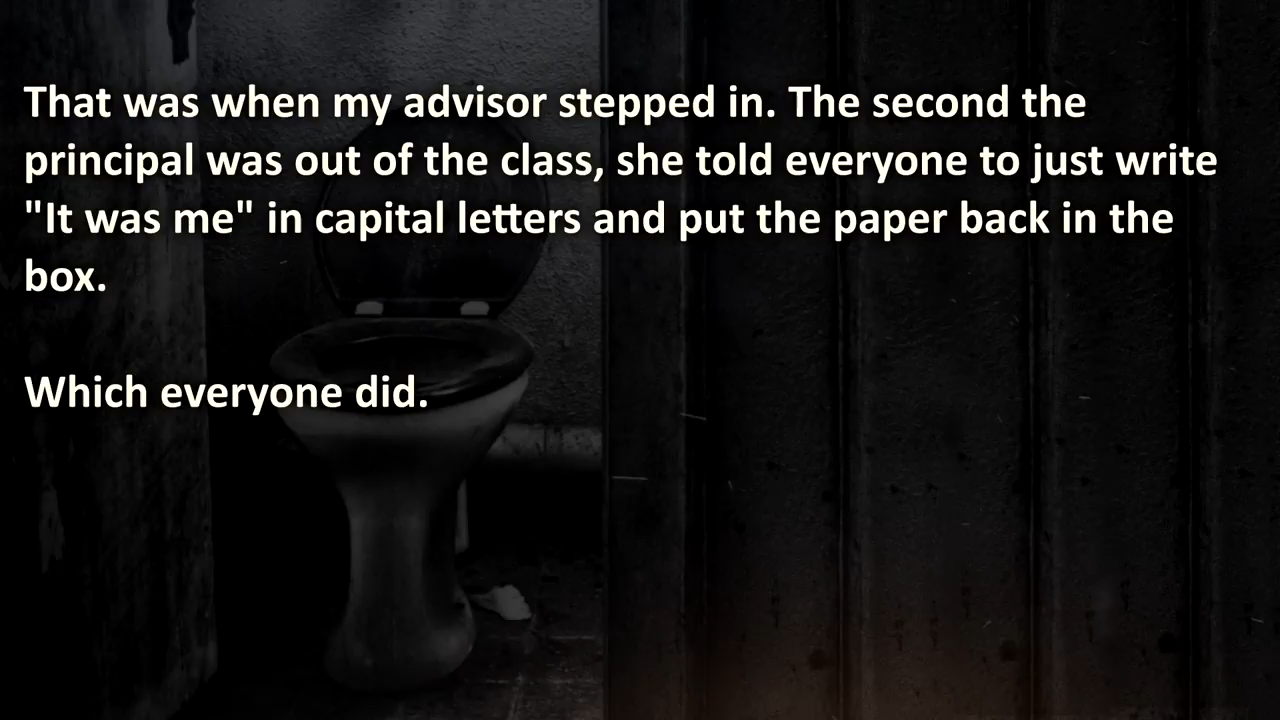 That was when my advisor stepped in. The second the
principal was out of the class, she told everyone to just write
"It was me" in capital letters and put the paper back in the
box.
Which everyone did.